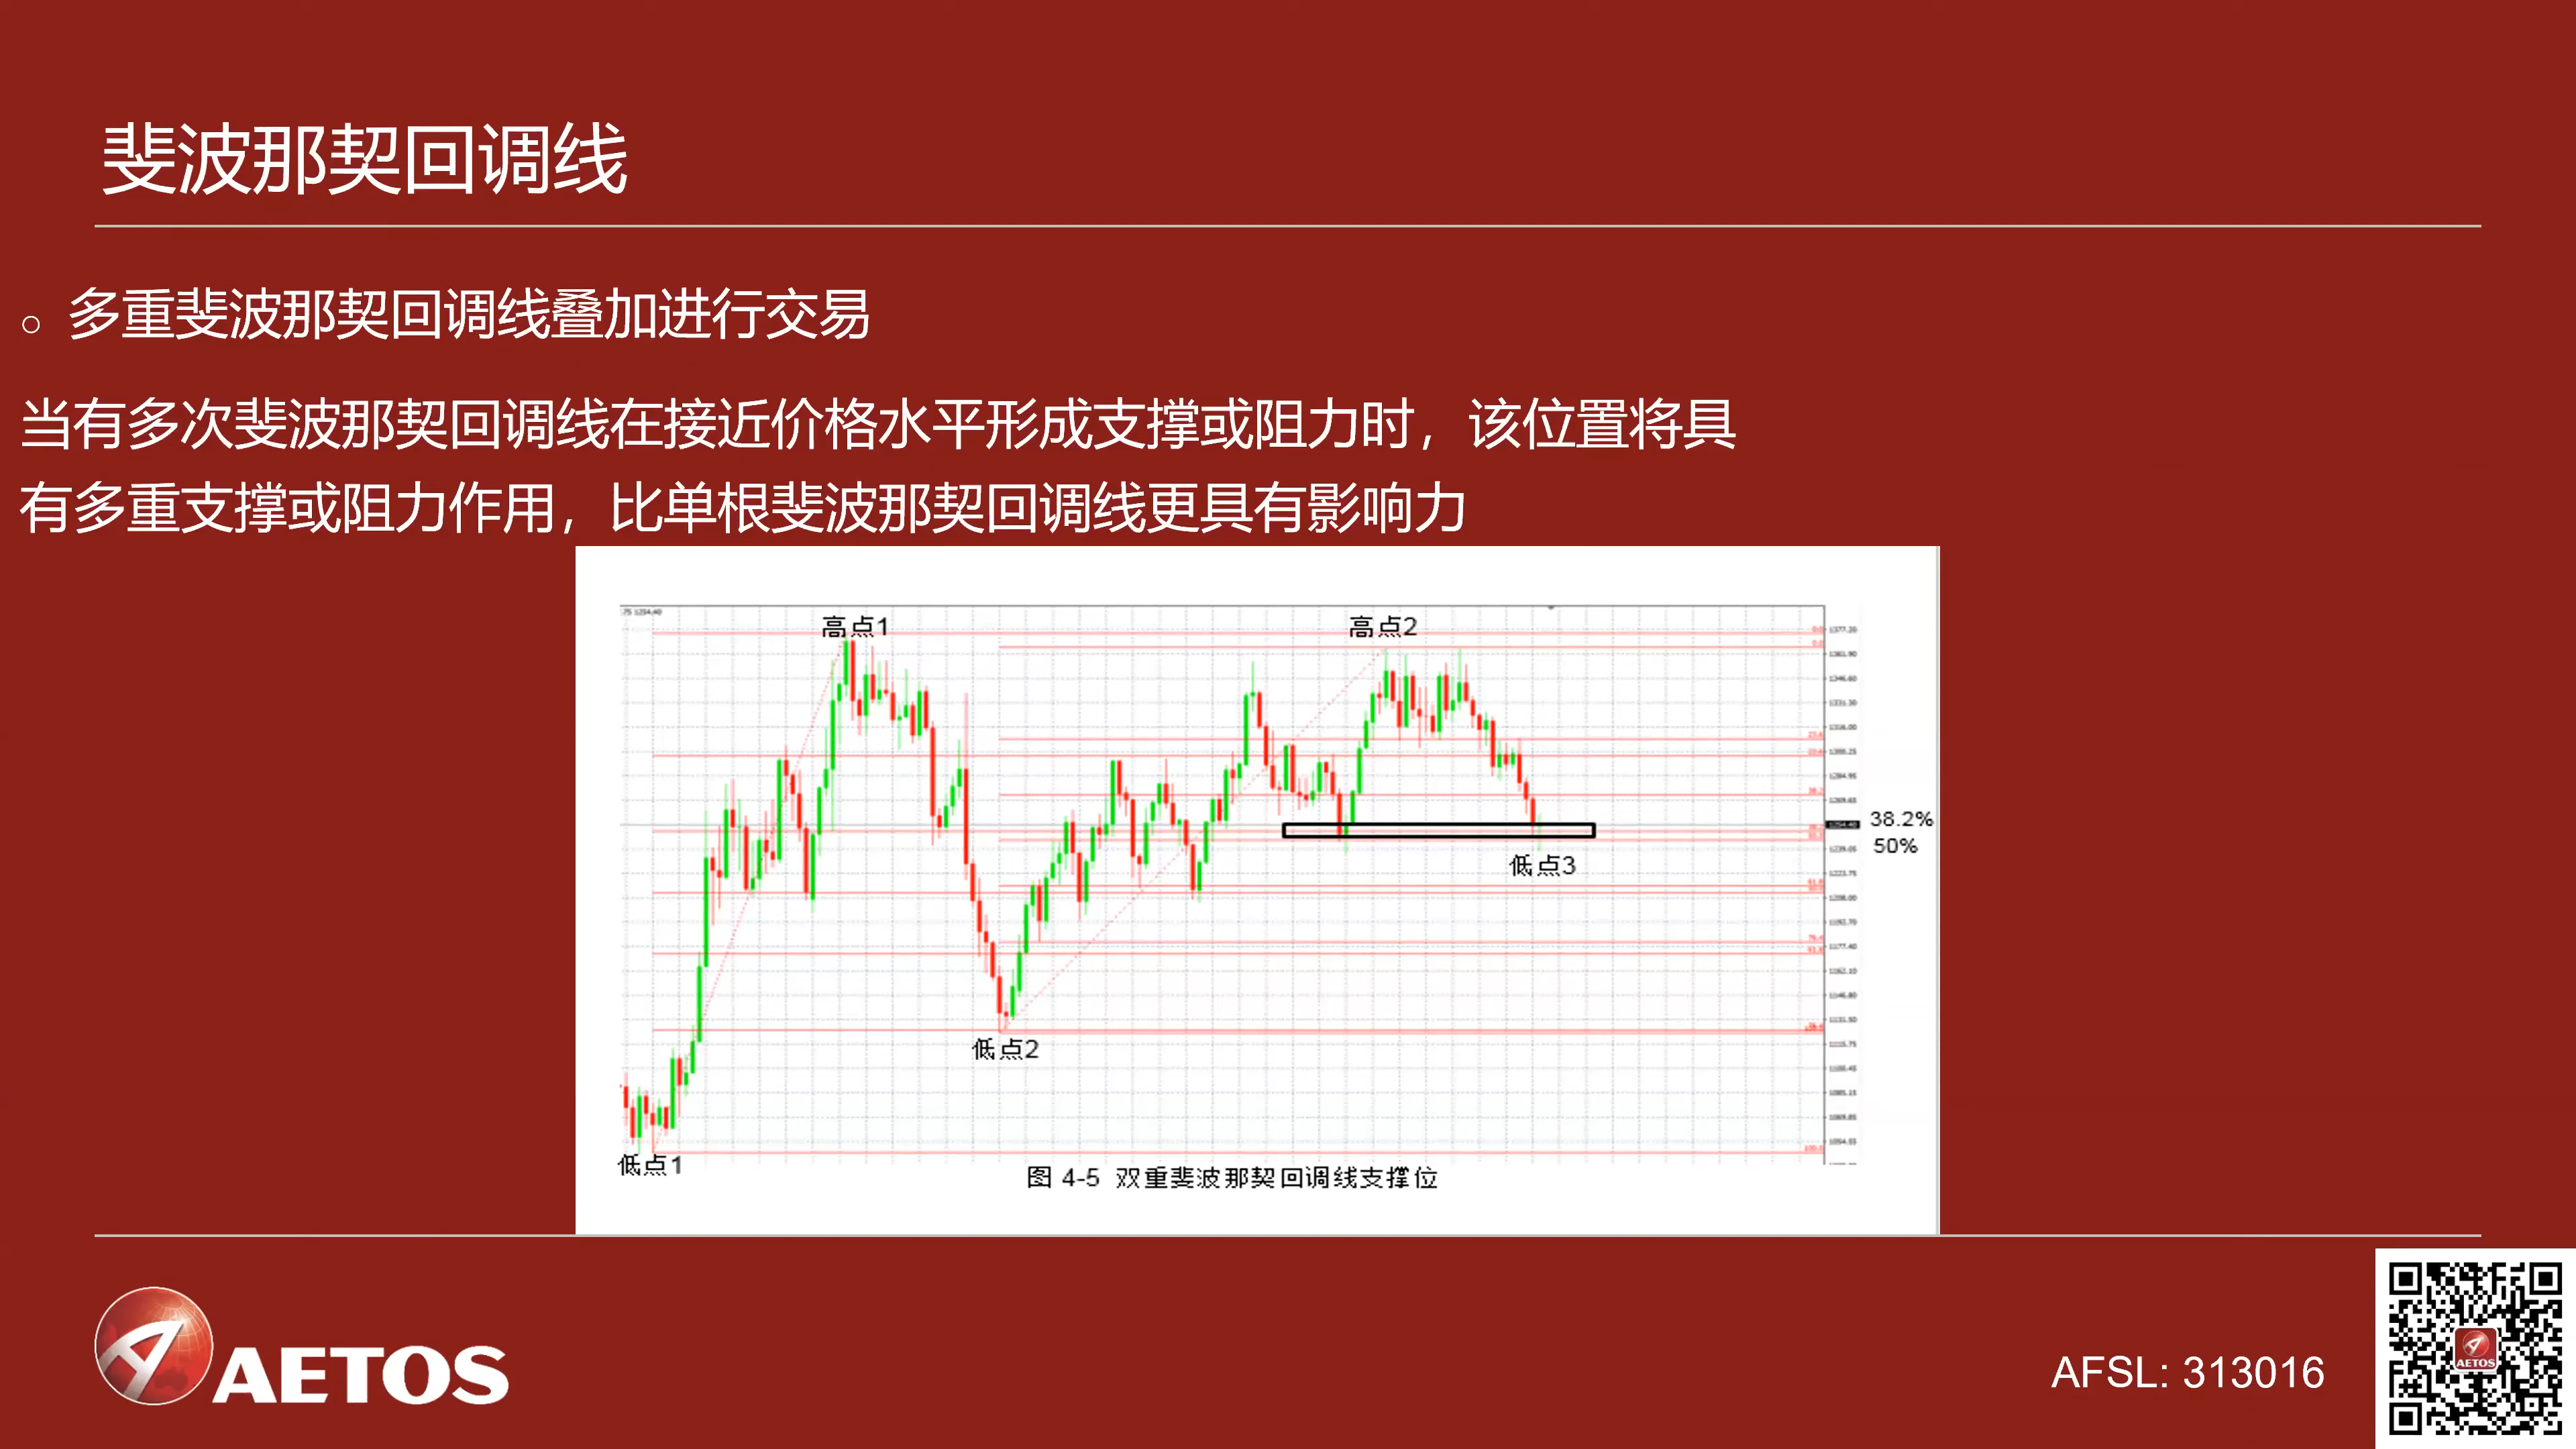 斐波那契回调线
多重斐波那契回调线叠加进行交易
当有多次斐波那契回调线在接近价格水平形成支撑或阻力时，该位置将具
有多重支撑或阻力作用，比单根斐波那契回调线更具有影响力
高点1
高点2
38.2%
50%
低点3
低点2
低点1
图 4-5 双重斐波那契回调线支撑位
AETOS
AFSL: 313016
AETOS